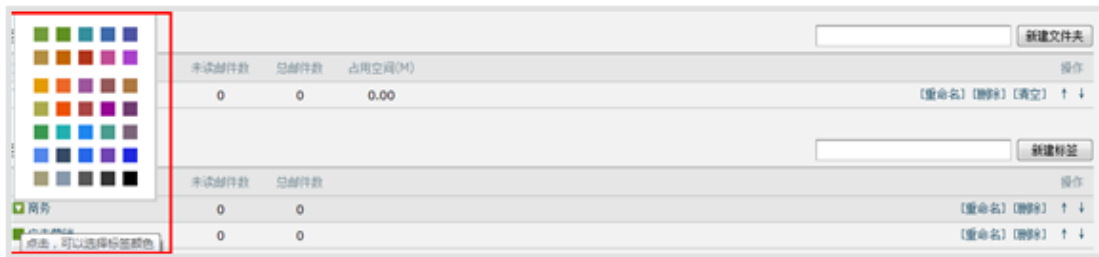 新建文件夹
未读邮件数 总邮件数 占用空间(M) 操作
0 0 0.00 [重命名] [删除] [清空] ↑ ↓
新建标签
未读邮件数 总邮件数 操作
商务 0 0 [重命名] [删除] ↑ ↓
0 0 [重命名] [删除] ↑ ↓
点击，可以选择标签颜色